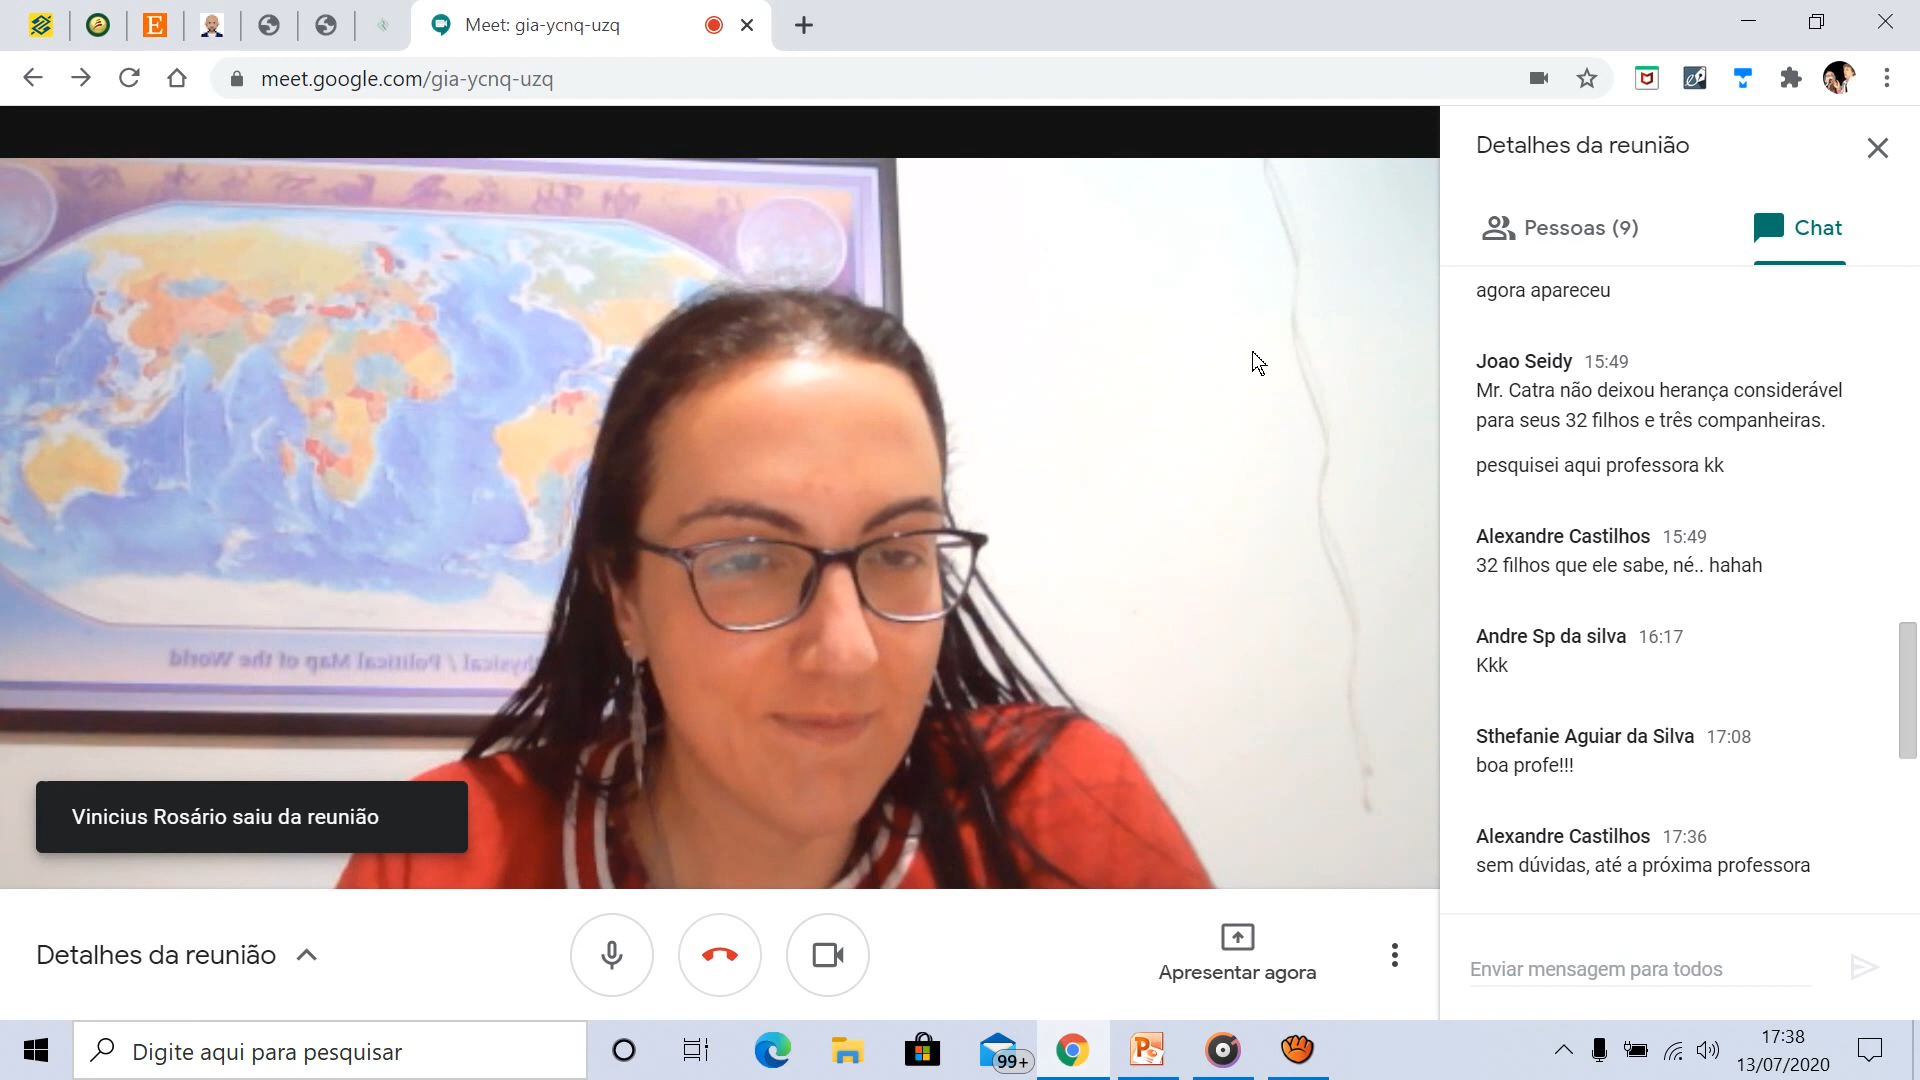 Meet: gia-ycnq-uzq
meet.google.com/gia-ycnq-uzq
Detalhes da reunião
Pessoas (9)
Chat
agora apareceu
Joao Seidy 15:49
Mr. Catra não deixou herança considerável
para seus 32 filhos e três companheiras.
pesquisei aqui professora kk
Alexandre Castilhos 15:49
32 filhos que ele sabe, né.. hahah
Andre Sp da silva 16:17
Kkk
Sthefanie Aguiar da Silva 17:08
boa profe!!!
Alexandre Castilhos 17:36
sem dúvidas, até a próxima professora
Enviar mensagem para todos
Political Map of the World
Vinicius Rosário saiu da reunião
Detalhes da reunião
Apresentar agora
Digite aqui para pesquisar
99+
17:38
13/07/2020